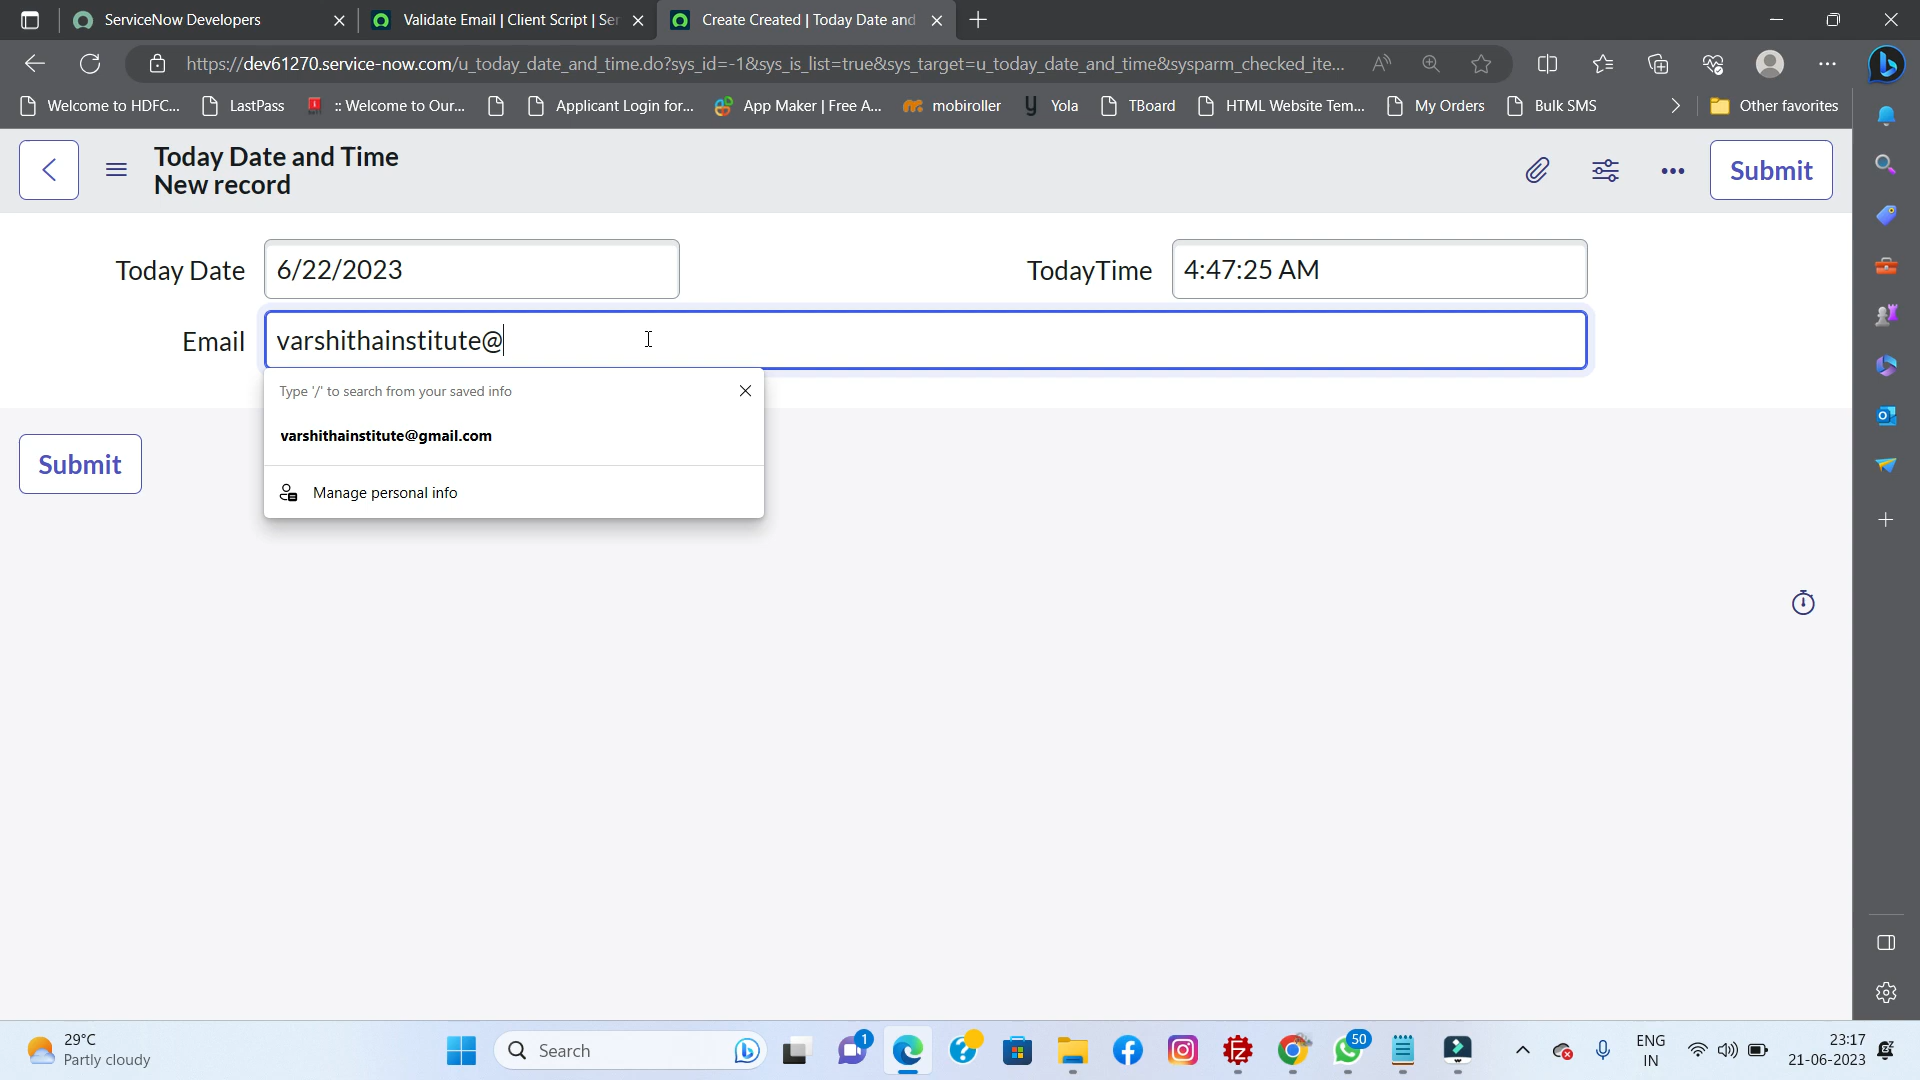 ServiceNow Developers
Validate Email | Client Script | Ser
Create Created | Today Date and
https://dev61270.service-now.com/u_today_date_and_time.do?sys_id=-1&sys_is_list=true&sys_target=u_today_date_and_time&sysparm_checked_ite...
Welcome to HDFC...
LastPass
:: Welcome to Our...
Applicant Login for...
App Maker | Free A...
mobiroller
Yola
TBoard
HTML Website Tem...
My Orders
Bulk SMS
Other favorites
Today Date and Time
New record
Submit
Today Date
6/22/2023
TodayTime
4:47:25 AM
Email
varshithainstitute@
Type '/' to search from your saved info
varshithainstitute@gmail.com
Manage personal info
Submit
29°C
Partly cloudy
Search
1
50
ENG
IN
23:17
21-06-2023